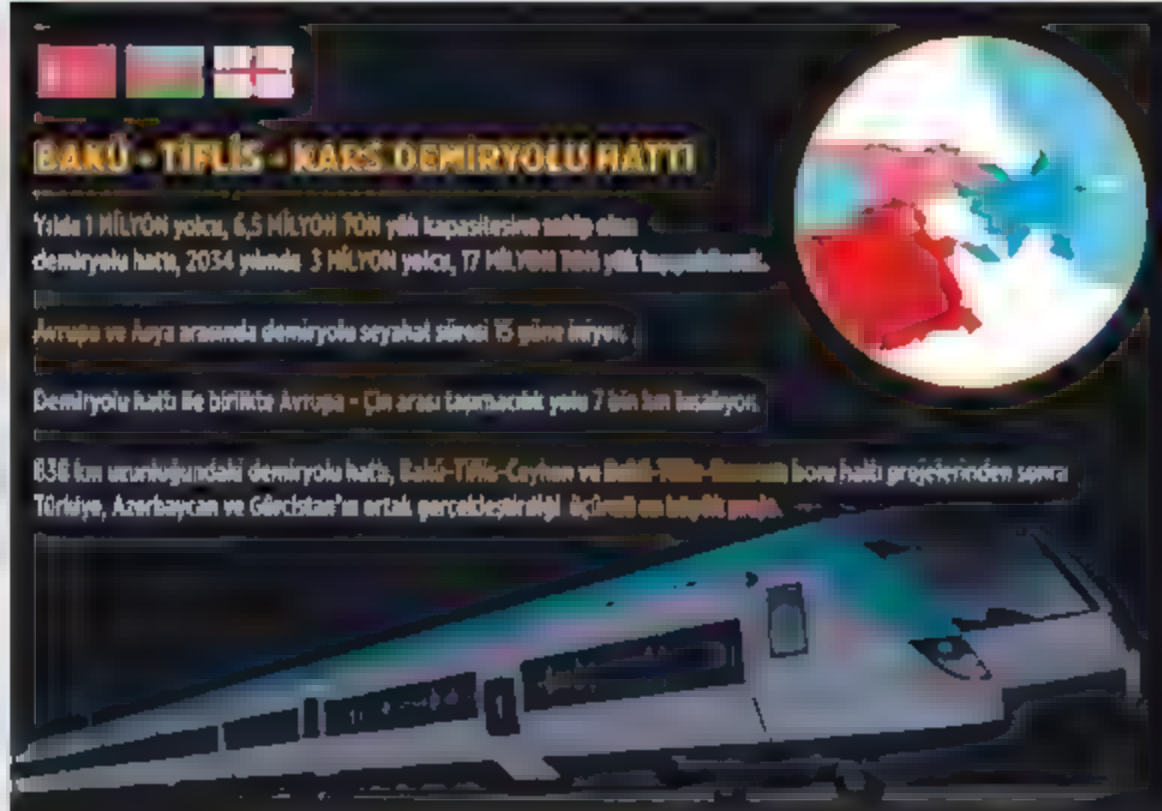 BAKÜ - TİFLİS - KARS DEMİRYOLU HATTI
Yılda 1 MİLYON yolcu, 6,5 MİLYON TON yük kapasitesine sahip olan
demiryolu hattı, 2034 yılında 3 MİLYON yolcu, 17 MİLYON TON yük
Avrupa ve Asya arasında demiryolu seyahat süresi 15 güne iniyor.
Demiryolu hattı ile birlikte Avrupa - Çin arası taşımacılık yolu 7 bin km kısalıyor.
838 km uzunluğundaki demiryolu hattı, Bakü-Tiflis-Ceyhan ve boru hattı projelerinden sonra
Türkiye, Azerbaycan ve Gürcistan'ın ortak gerçekleştirdiği üçüncü en büyük proje.